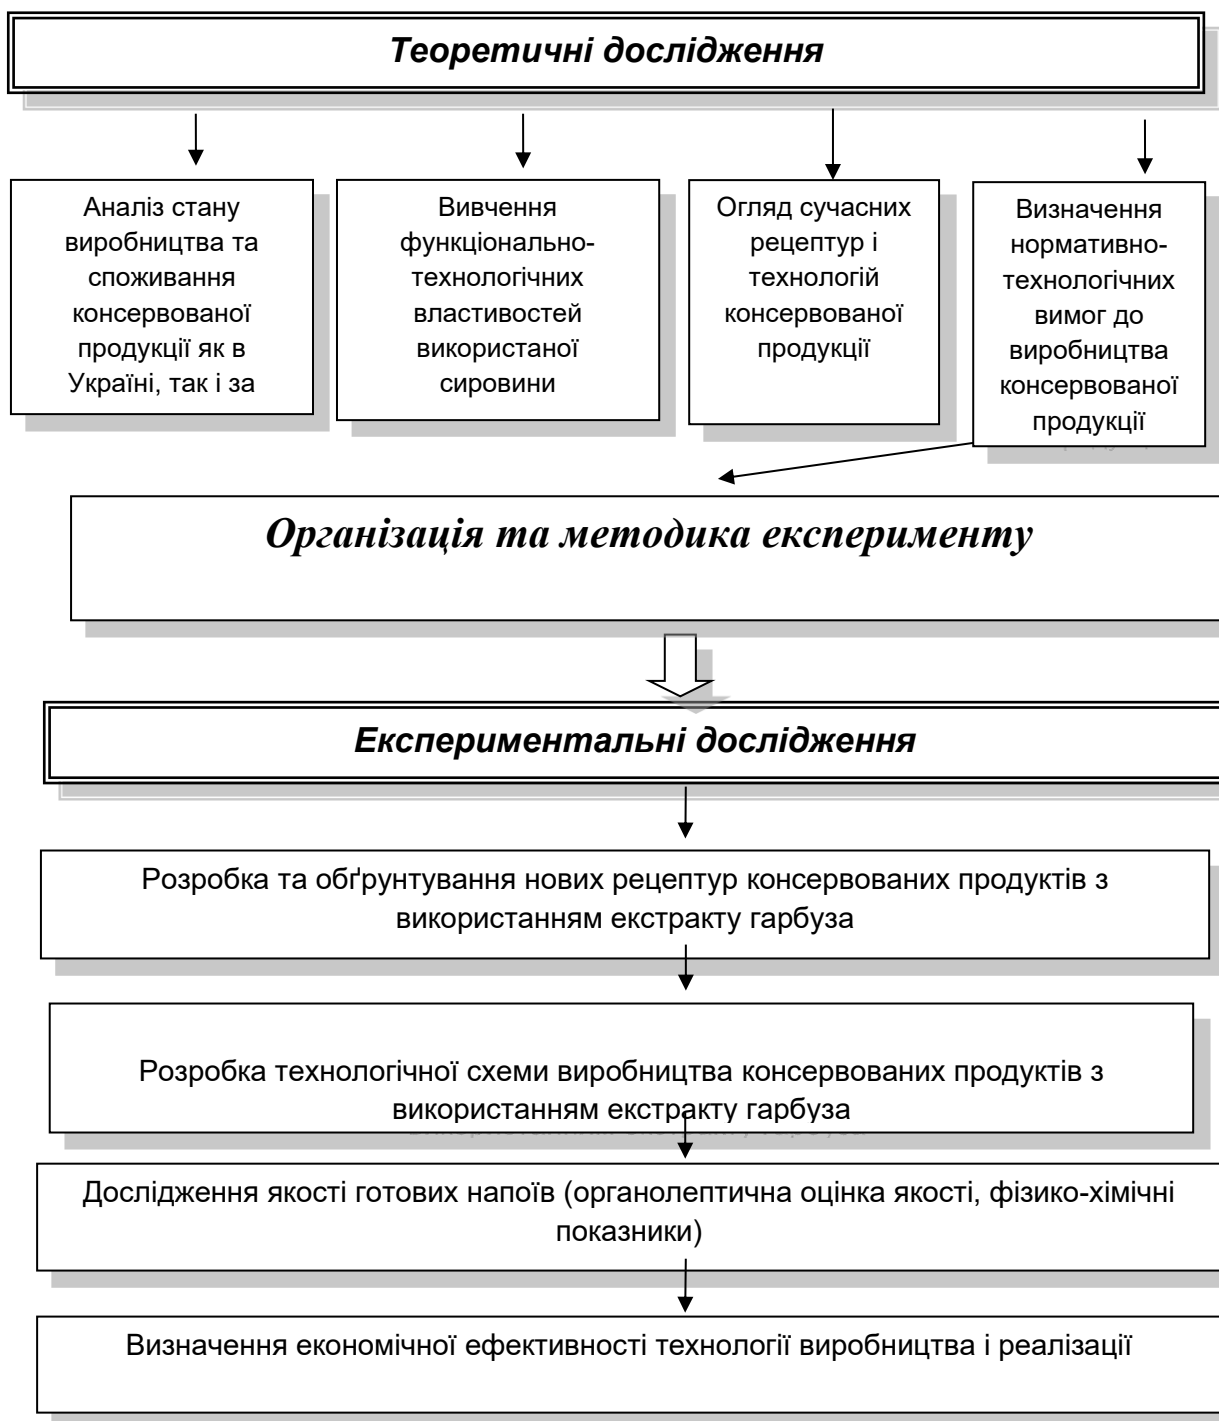 Теоретичні дослідження
Аналіз стану
виробництва та
споживання
консервованої
продукції як в
Україні, так і за
Вивчення
функціонально-
технологічних
властивостей
використаної
сировини
Огляд сучасних
рецептур і
технологій
консервованої
продукції
Визначення
нормативно-
технологічних
вимог до
виробництва
консервованої
продукції
Організація та методика експерименту
Експериментальні дослідження
Розробка та обґрунтування нових рецептур консервованих продуктів з
використанням екстракту гарбуза
Розробка технологічної схеми виробництва консервованих продуктів з
використанням екстракту гарбуза
Дослідження якості готових напоїв (органолептична оцінка якості, фізико-хімічні
показники)
Визначення економічної ефективності технології виробництва і реалізації